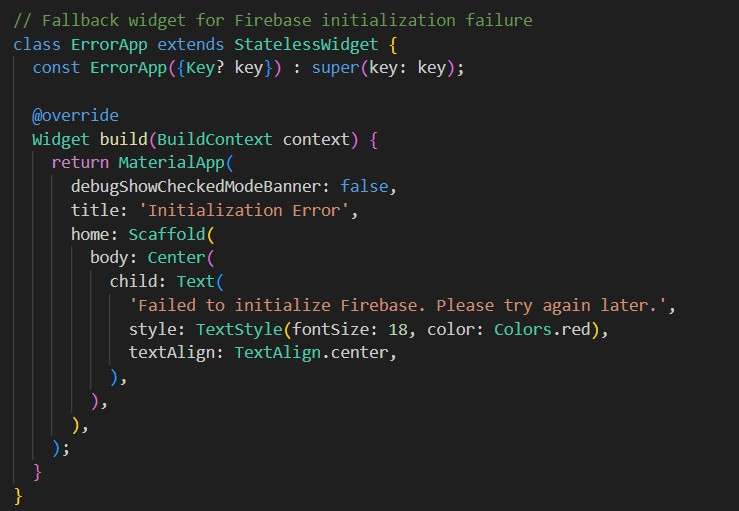 // Fallback widget for Firebase initialization failure
class ErrorApp extends StatelessWidget {
  const ErrorApp({Key? key}) : super(key: key);

  @override
  Widget build(BuildContext context) {
    return MaterialApp(
      debugShowCheckedModeBanner: false,
      title: 'Initialization Error',
      home: Scaffold(
        body: Center(
          child: Text(
            'Failed to initialize Firebase. Please try again later.',
            style: TextStyle(fontSize: 18, color: Colors.red),
            textAlign: TextAlign.center,
          ),
        ),
      ),
    );
  }
}